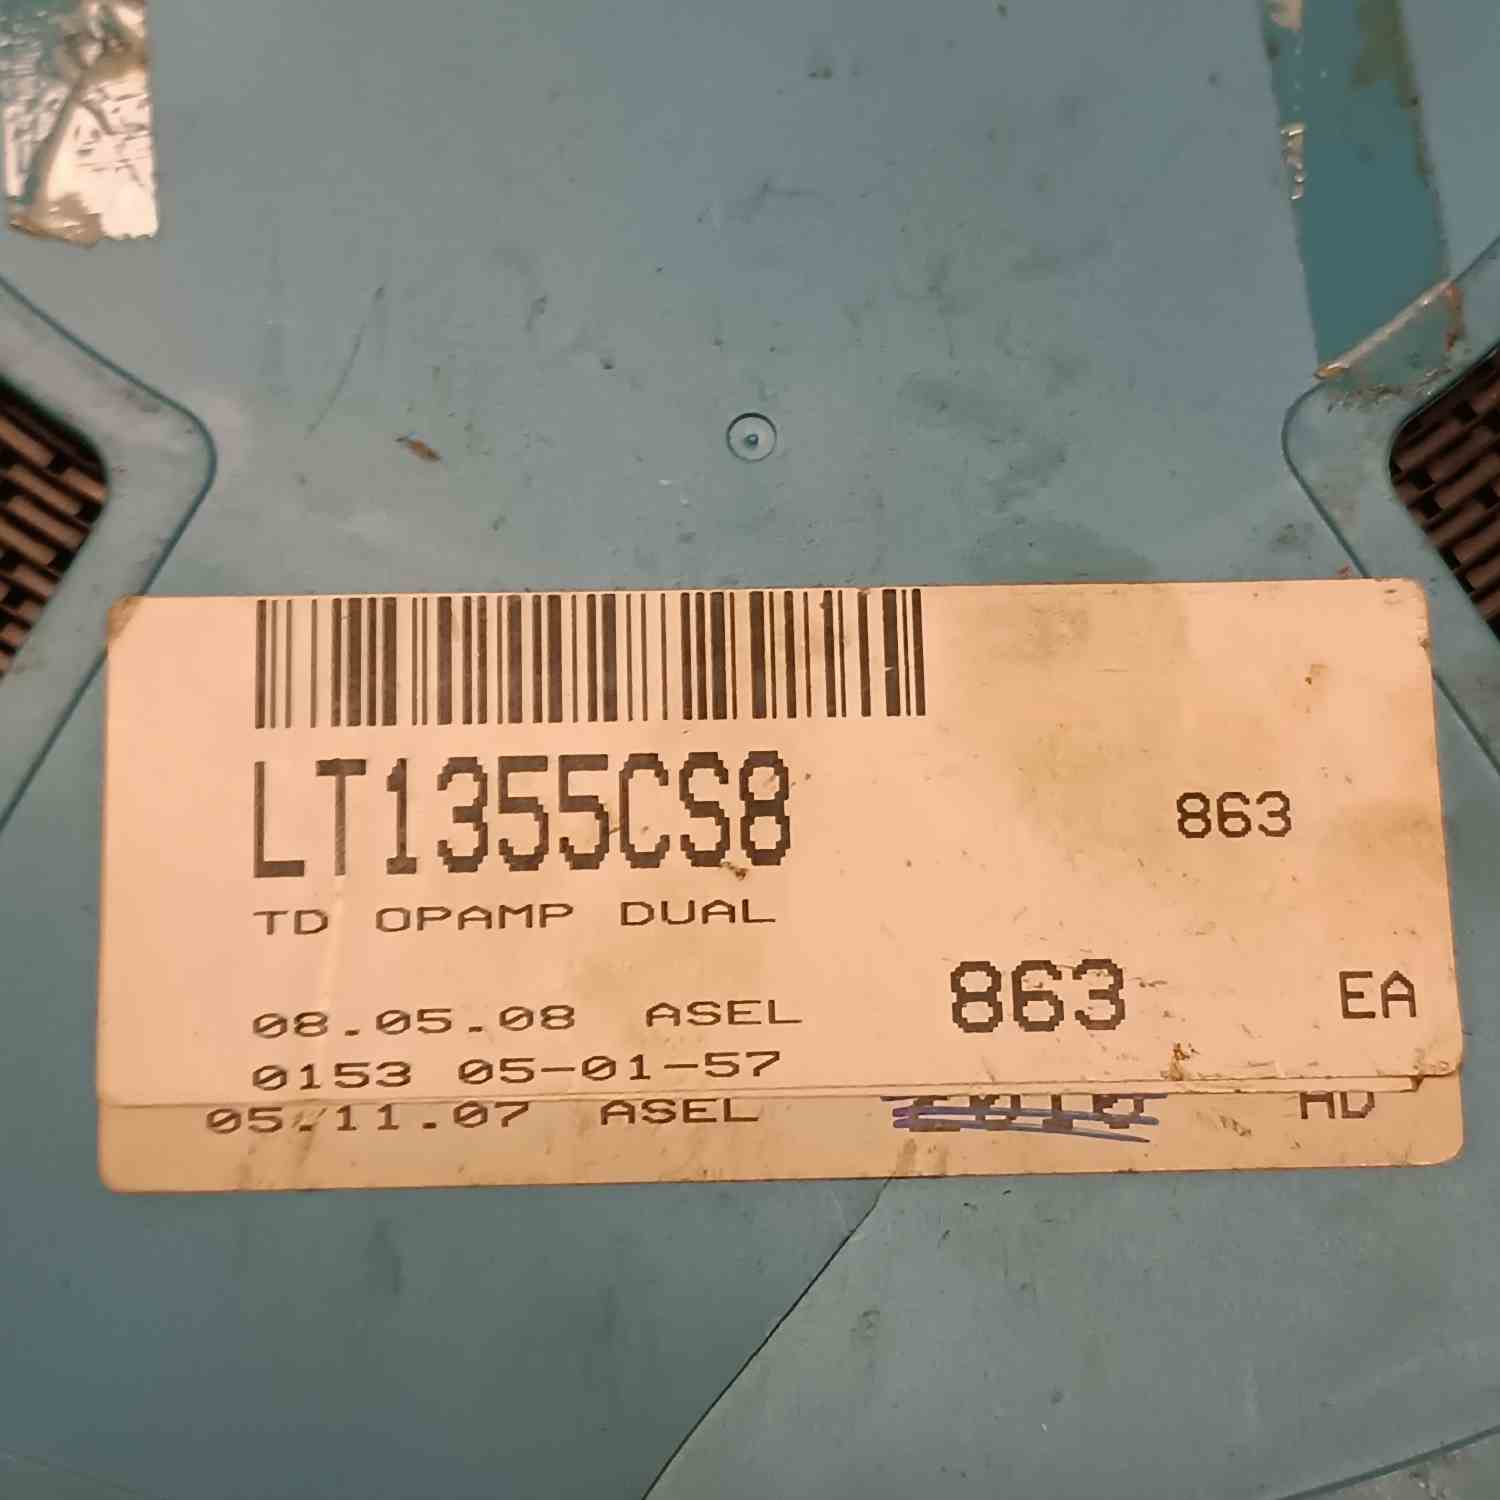 LT1355CS8
863
TD OPAMP DUAL
08.05.08 ASEL 863 EA
0153 05-01-57
05.11.07 ASEL